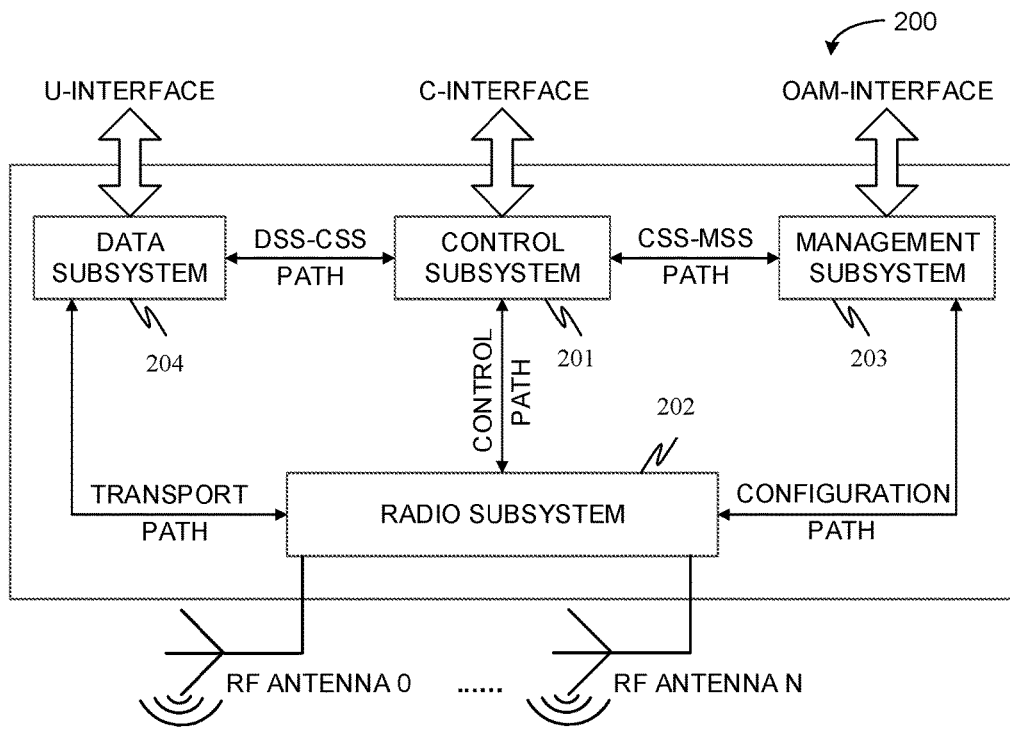 200
U-INTERFACE
C-INTERFACE
OAM-INTERFACE
DATA
SUBSYSTEM
DSS-CSS
PATH
CONTROL
SUBSYSTEM
CSS-MSS
PATH
MANAGEMENT
SUBSYSTEM
204
201
203
CONTROL
PATH
202
TRANSPORT
PATH
RADIO SUBSYSTEM
CONFIGURATION
PATH
RF ANTENNA 0
......
RF ANTENNA N